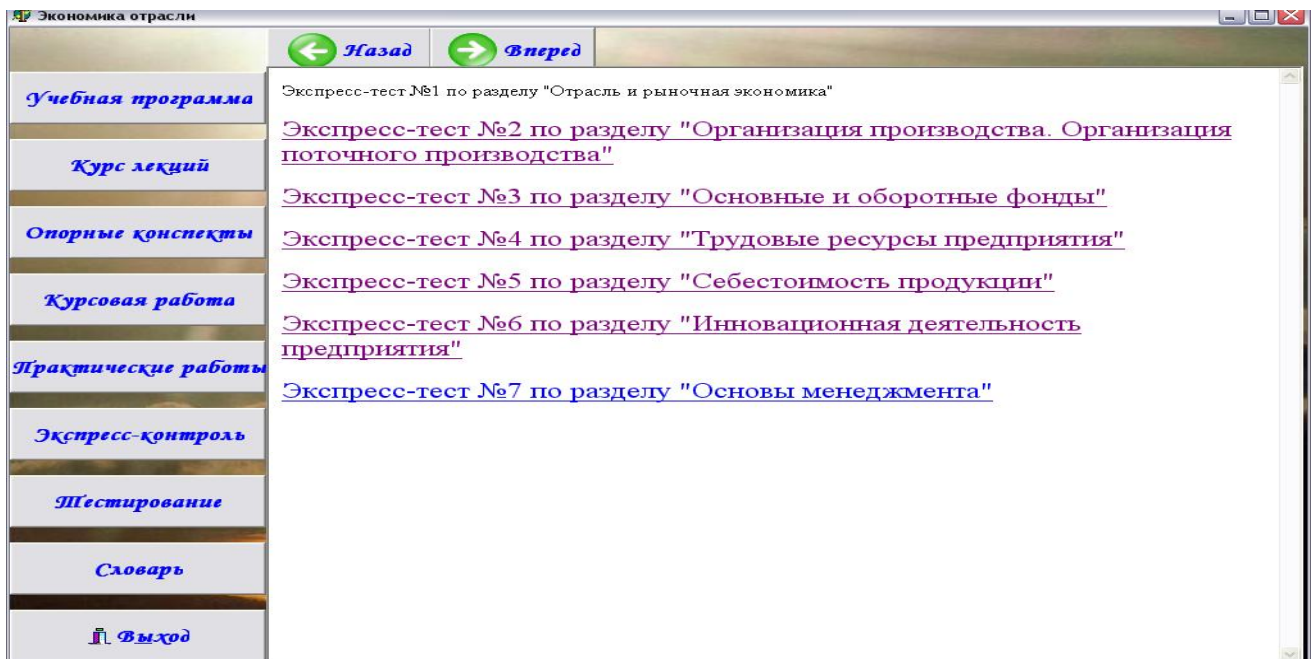 Экономика отрасли
Назад
Вперед
Учебная программа
Курс лекций
Опорные конспекты
Курсовая работа
Практические работы
Экспресс-контроль
Тестирование
Словарь
Выход
Экспресс-тест №1 по разделу "Отрасль и рыночная экономика"
Экспресс-тест №2 по разделу "Организация производства. Организация
поточного производства"
Экспресс-тест №3 по разделу "Основные и оборотные фонды"
Экспресс-тест №4 по разделу "Трудовые ресурсы предприятия"
Экспресс-тест №5 по разделу "Себестоимость продукции"
Экспресс-тест №6 по разделу "Инновационная деятельность
предприятия"
Экспресс-тест №7 по разделу "Основы менеджмента"